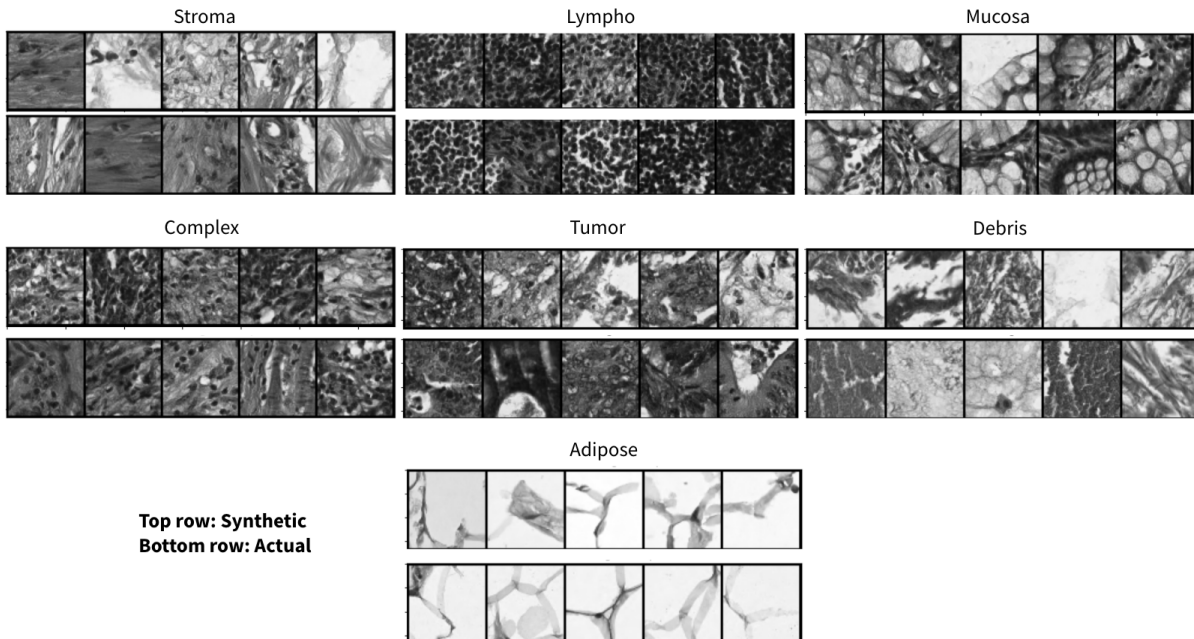 Stroma
Lympho
Mucosa
Complex
Tumor
Debris
Adipose
Top row: Synthetic
Bottom row: Actual